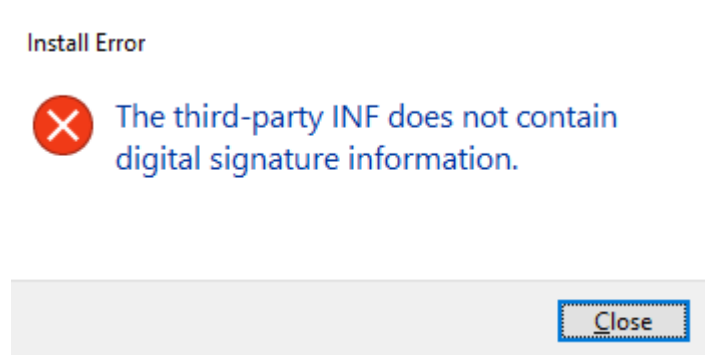 Install Error
The third-party INF does not contain
digital signature information.
Close